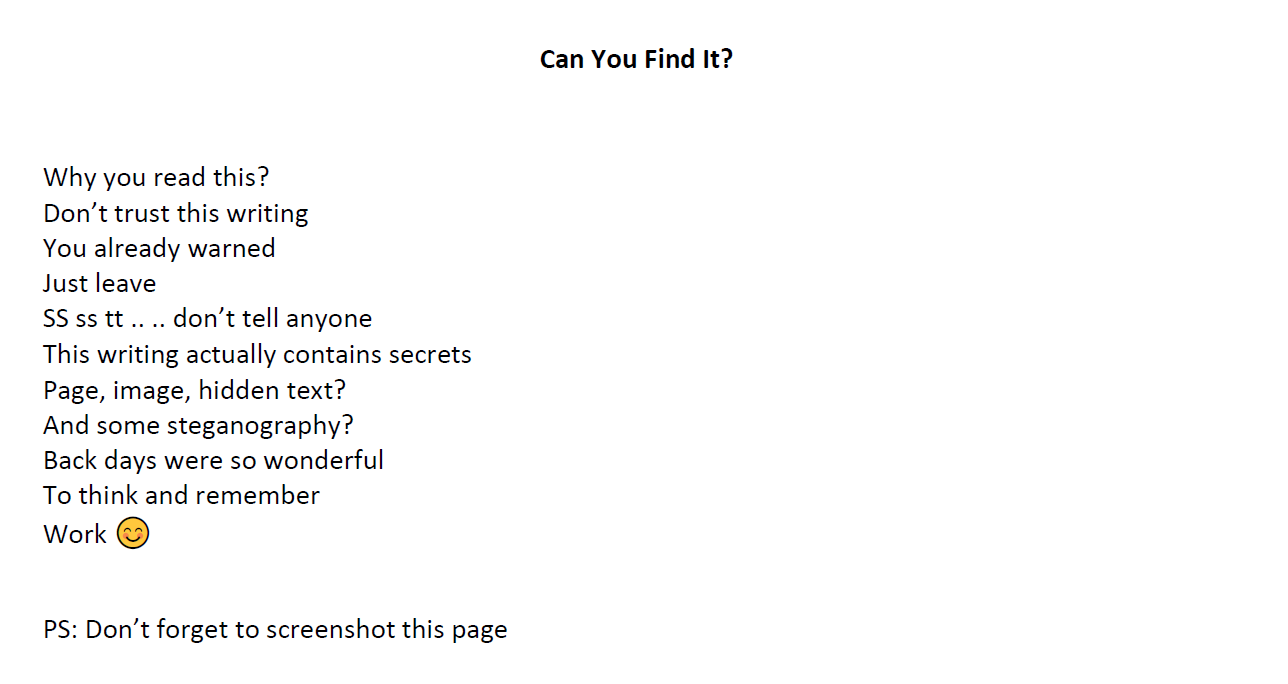 Can You Find It?
Why you read this?
Don’t trust this writing
You already warned
Just leave
SS ss tt .. .. don’t tell anyone
This writing actually contains secrets
Page, image, hidden text?
And some steganography?
Back days were so wonderful
To think and remember
Work 😊
PS: Don’t forget to screenshot this page